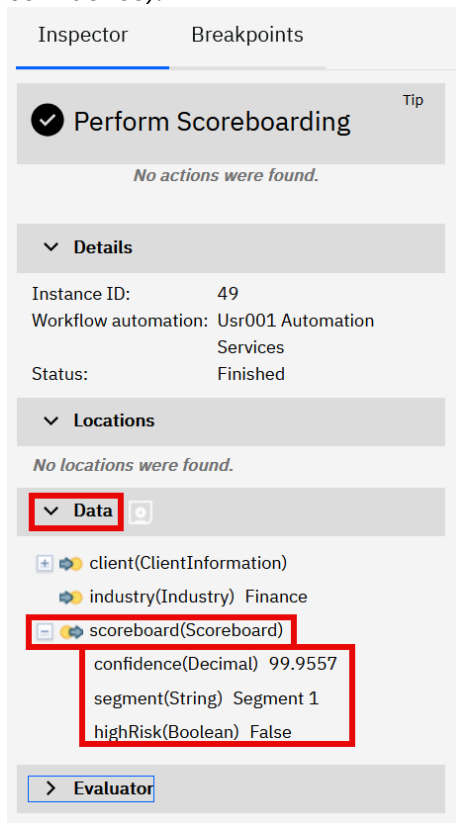 Inspector Breakpoints
Tip
Perform Scoreboarding
No actions were found.
Details
Instance ID: 49
Workflow automation: Usr001 Automation
Services
Status: Finished
Locations
No locations were found.
Data
client(ClientInformation)
industry(Industry) Finance
scoreboard(Scoreboard)
confidence(Decimal) 99.9557
segment(String) Segment 1
highRisk(Boolean) False
Evaluator